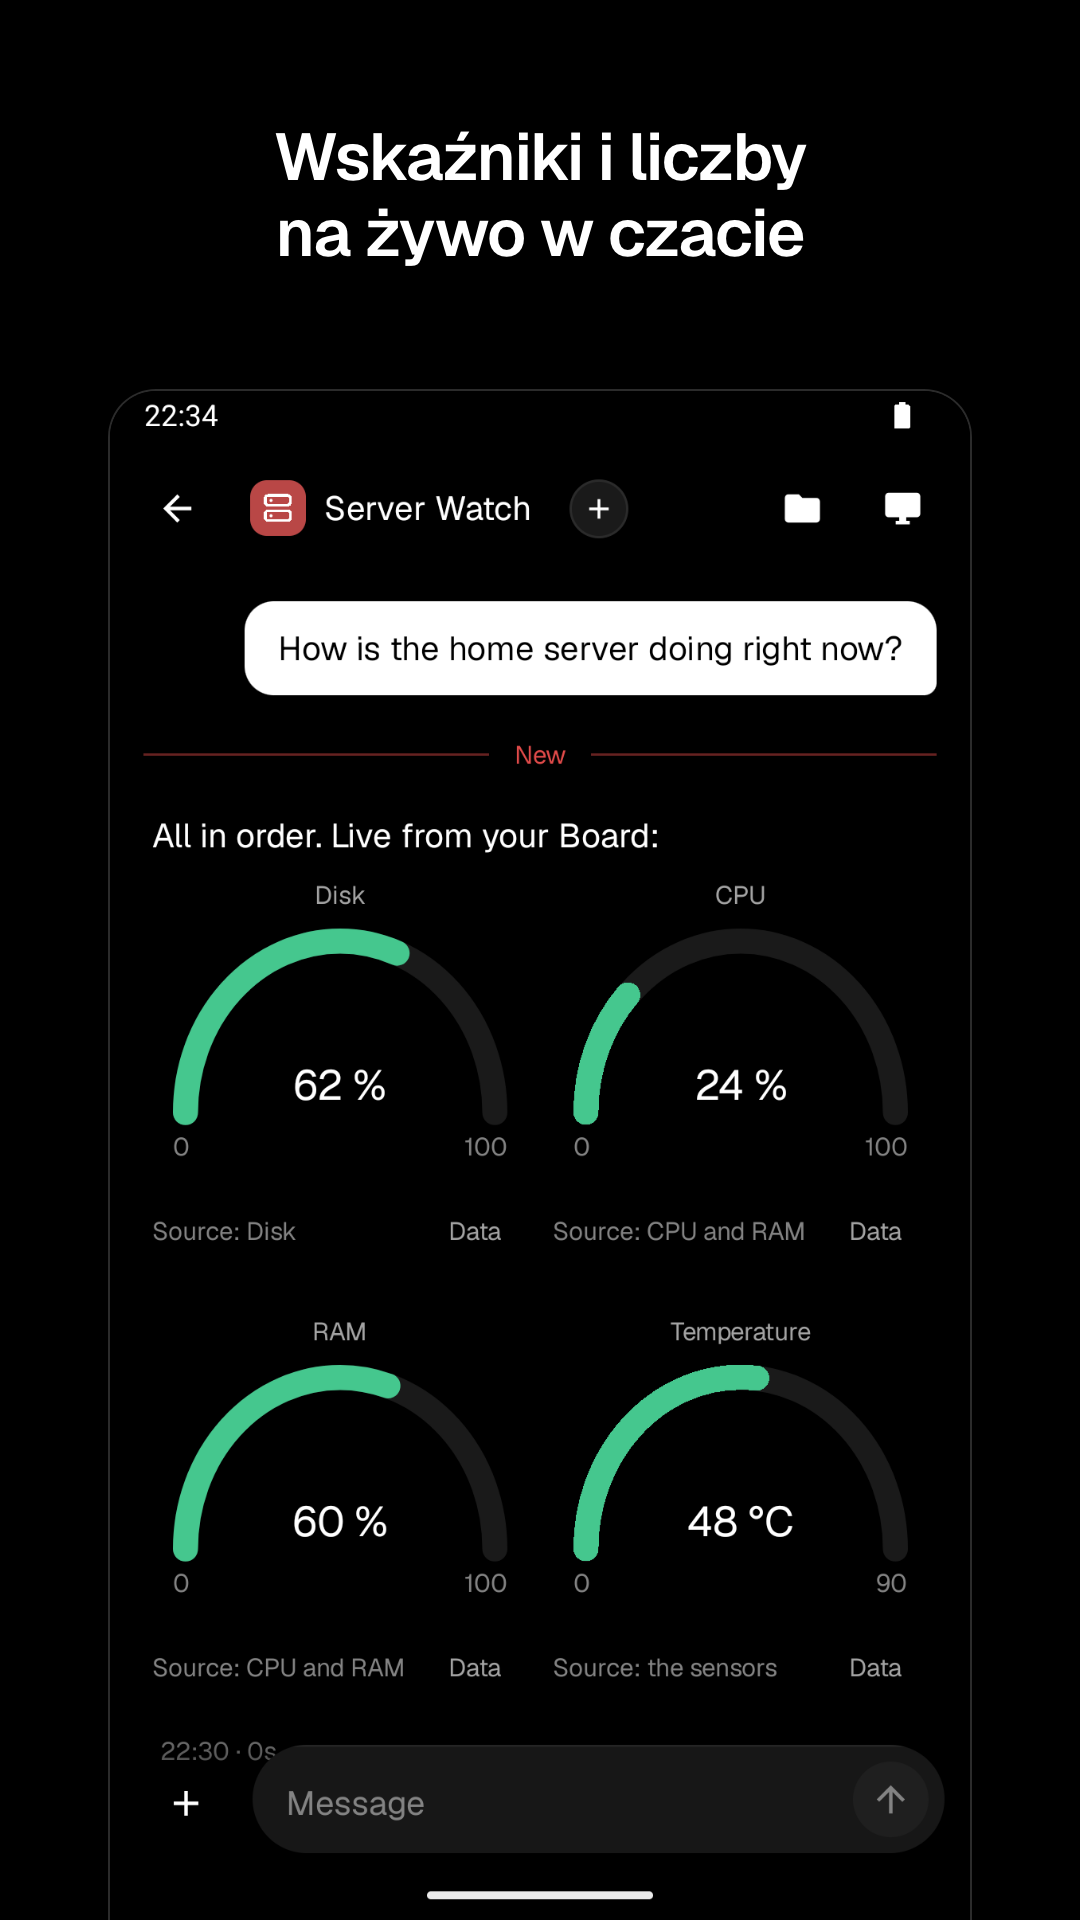 Wskaźniki i liczby
na żywo w czacie
22:34
Server Watch
How is the home server doing right now?
New
All in order. Live from your Board:
Disk
62 %
0
100
Source: Disk
Data
CPU
24 %
0
100
Source: CPU and RAM
Data
RAM
60 %
0
100
Source: CPU and RAM
Data
Temperature
48 °C
0
90
Source: the sensors
Data
22:30 · 0s
Message